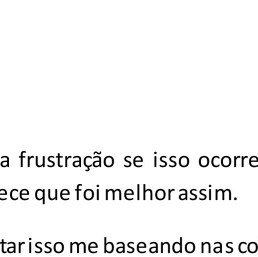 a frustração se isso ocorre
ece que foi melhor assim.
tar isso me baseando nas co